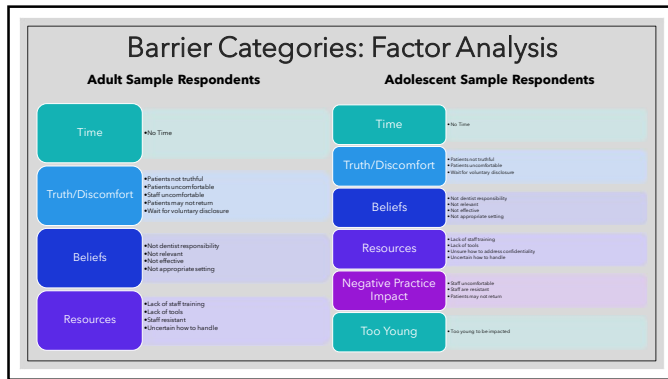 Barrier Categories: Factor Analysis
Adult Sample Respondents
Time
•No Time
Truth/Discomfort
•Patients not truthful
•Patients uncomfortable
•Staff uncomfortable
•Patients may not return
•Wait for voluntary disclosure
Beliefs
•Not dentist responsibility
•Not relevant
•Not effective
•Not appropriate setting
Resources
•Lack of staff training
•Lack of tools
•Staff resistant
•Uncertain how to handle
Adolescent Sample Respondents
Time
•No Time
Truth/Discomfort
•Patients not truthful
•Patients uncomfortable
•Wait for voluntary disclosure
Beliefs
•Not dentist responsibility
•Not relevant
•Not effective
•Not appropriate setting
Resources
•Lack of staff training
•Lack of tools
•Unsure how to address confidentiality
•Uncertain how to handle
Negative Practice
Impact
•Staff uncomfortable
•Staff are resistant
•Patients may not return
Too Young
•Too young to be impacted